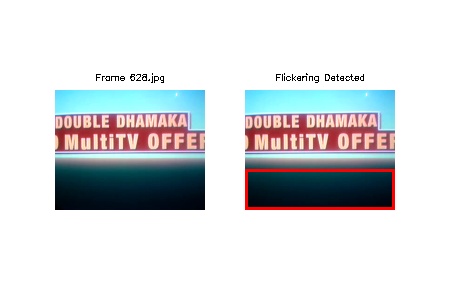 Frame 628.jpg
Flickering Detected
DOUBLE DHAMAKA
MultiTV OFFER
DOUBLE DHAMAKA
MultiTV OFFER